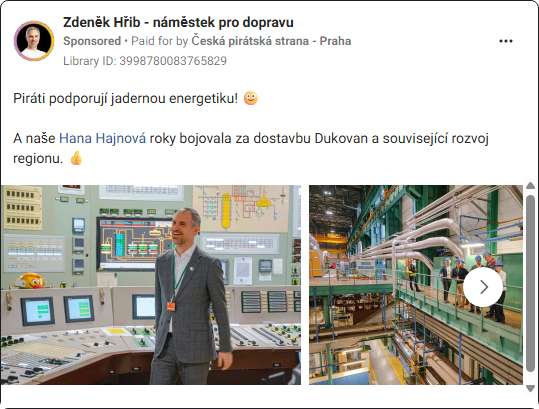 Zdeněk Hřib - náměstek pro dopravu
Sponsored • Paid for by Česká pirátská strana - Praha
Library ID: 3998780083765829
Piráti podporují jadernou energetiku! 🙂
A naše Hana Hajnová roky bojovala za dostavbu Dukovan a související rozvoj
regionu. 👍